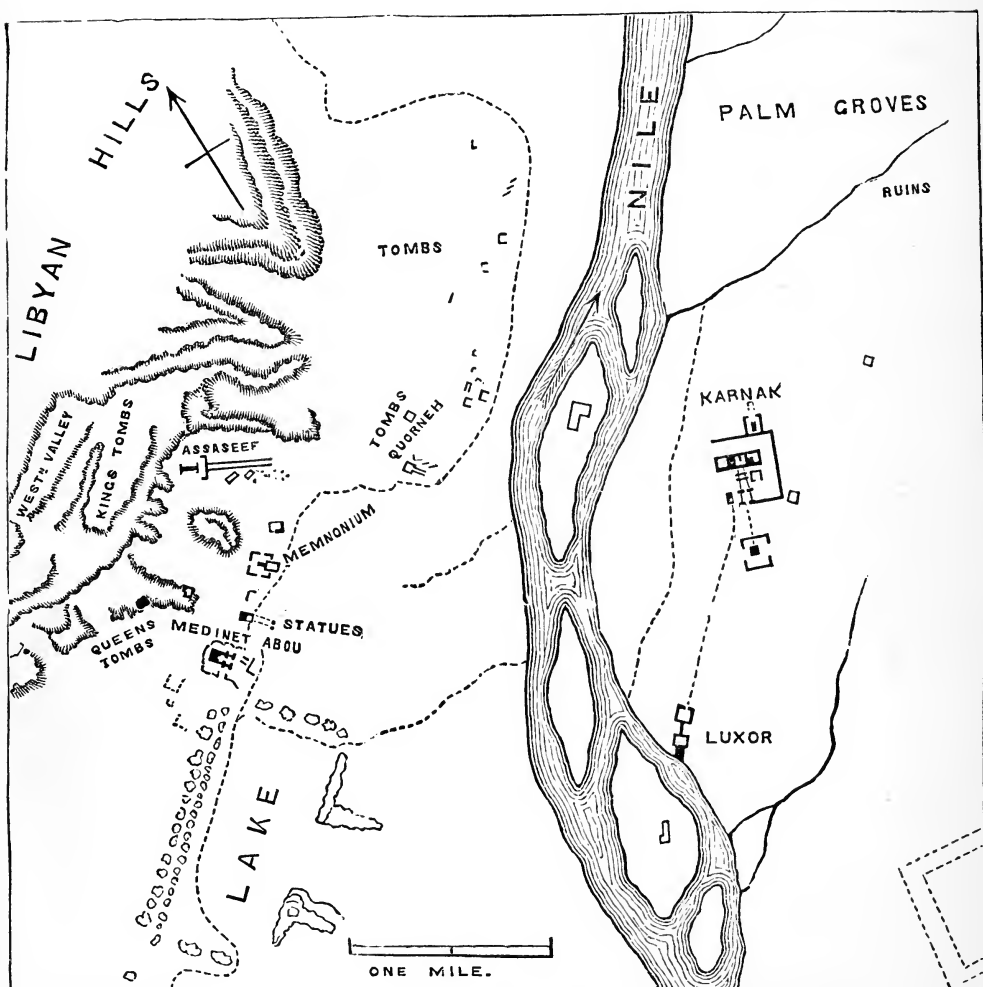 LIBYAN HILLS
NILE
PALM GROVES
RUINS
TOMBS
KARNAK
TOMBS
QUORNEH
WESTN VALLEY
KINGS TOMBS
ASSASEEF
MEMNONIUM
STATUES
MEDINET ABOU
QUEENS
TOMBS
LUXOR
LAKE
ONE MILE.